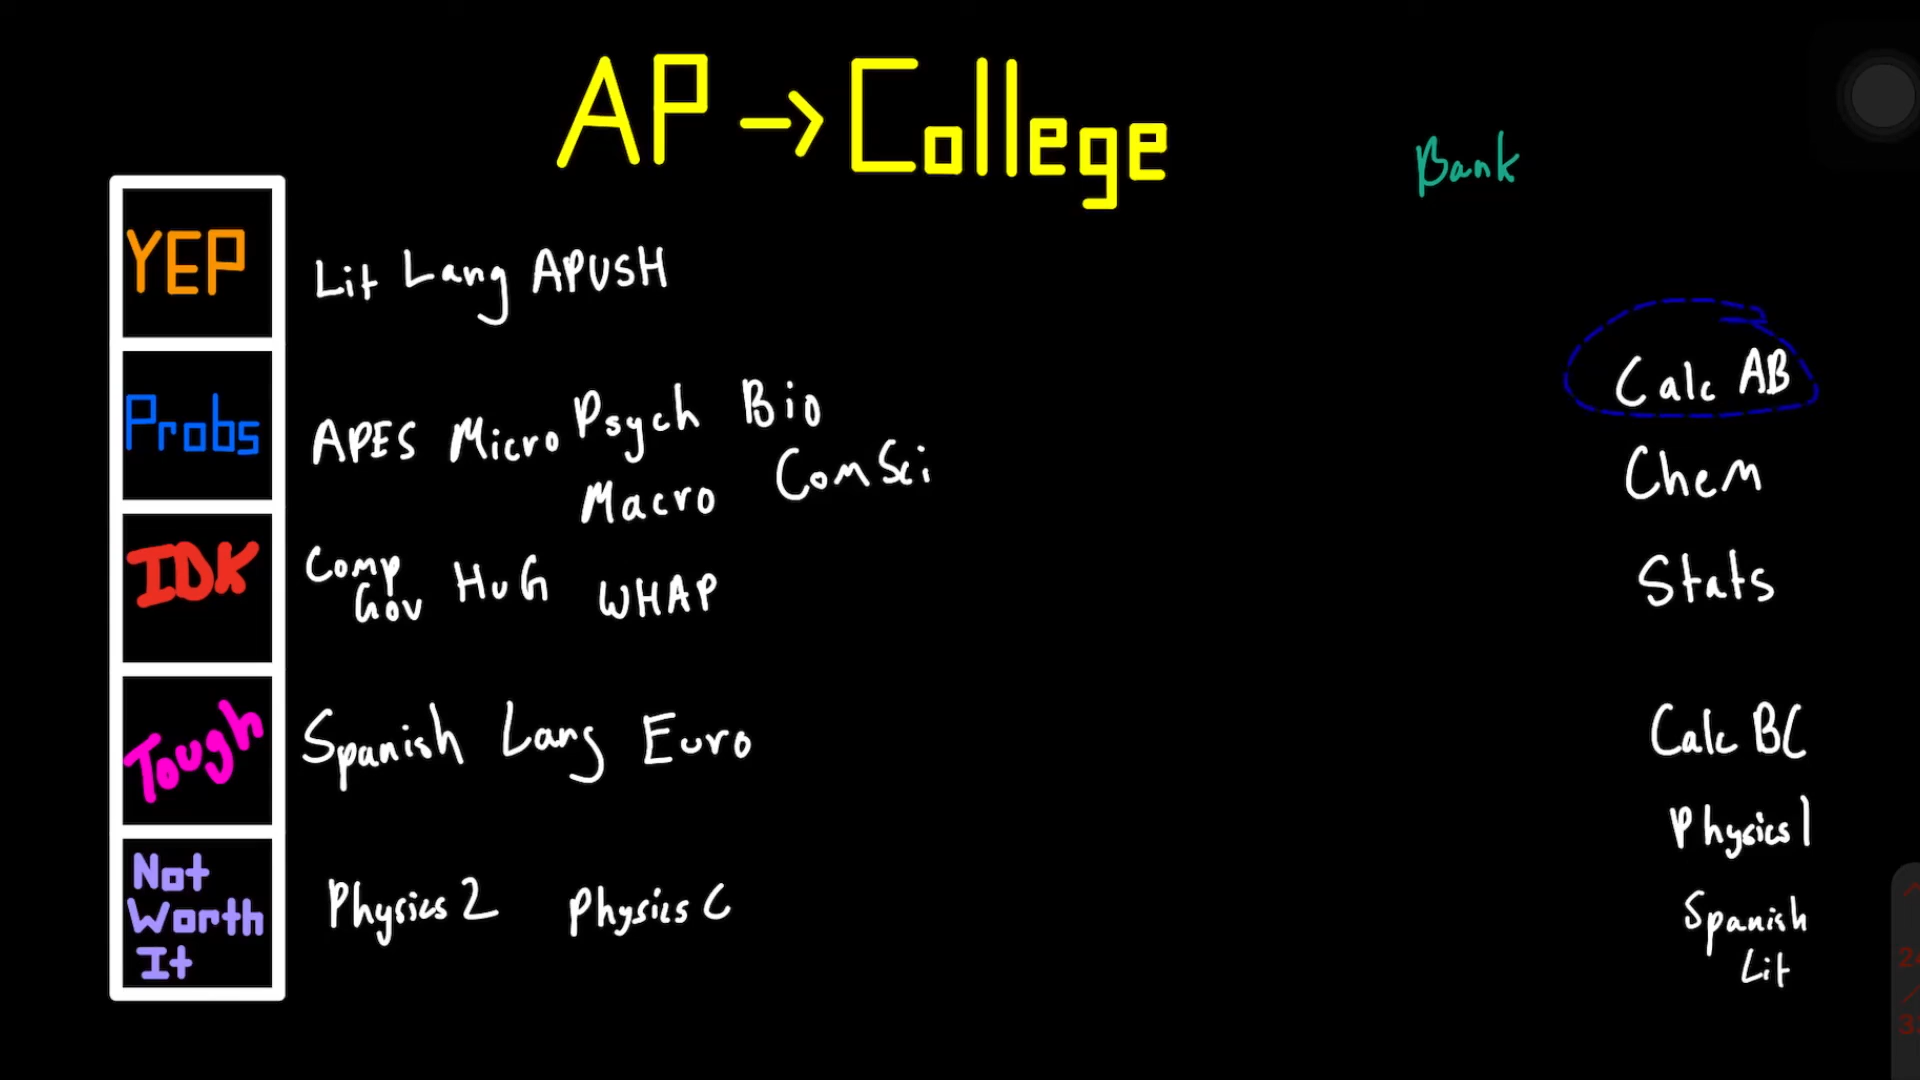 AP → College
Bank
YEP
Lit Lang APUSH
Probs
APES Micro Psych Bio
Macro ComSci
IDK
Comp Gov HuG WHAP
Tough
Spanish Lang Euro
Not
Worth
It
Physics 2 Physics C
Calc AB
Chem
Stats
Calc BC
Physics 1
Spanish
Lit